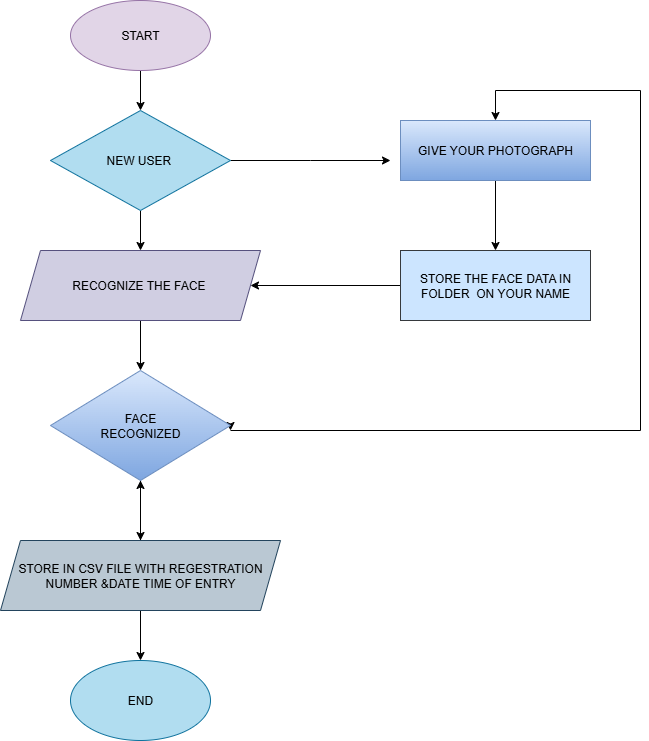 START
NEW USER
GIVE YOUR PHOTOGRAPH
RECOGNIZE THE FACE
STORE THE FACE DATA IN
FOLDER  ON YOUR NAME
FACE
RECOGNIZED
STORE IN CSV FILE WITH REGESTRATION
NUMBER &DATE TIME OF ENTRY
END